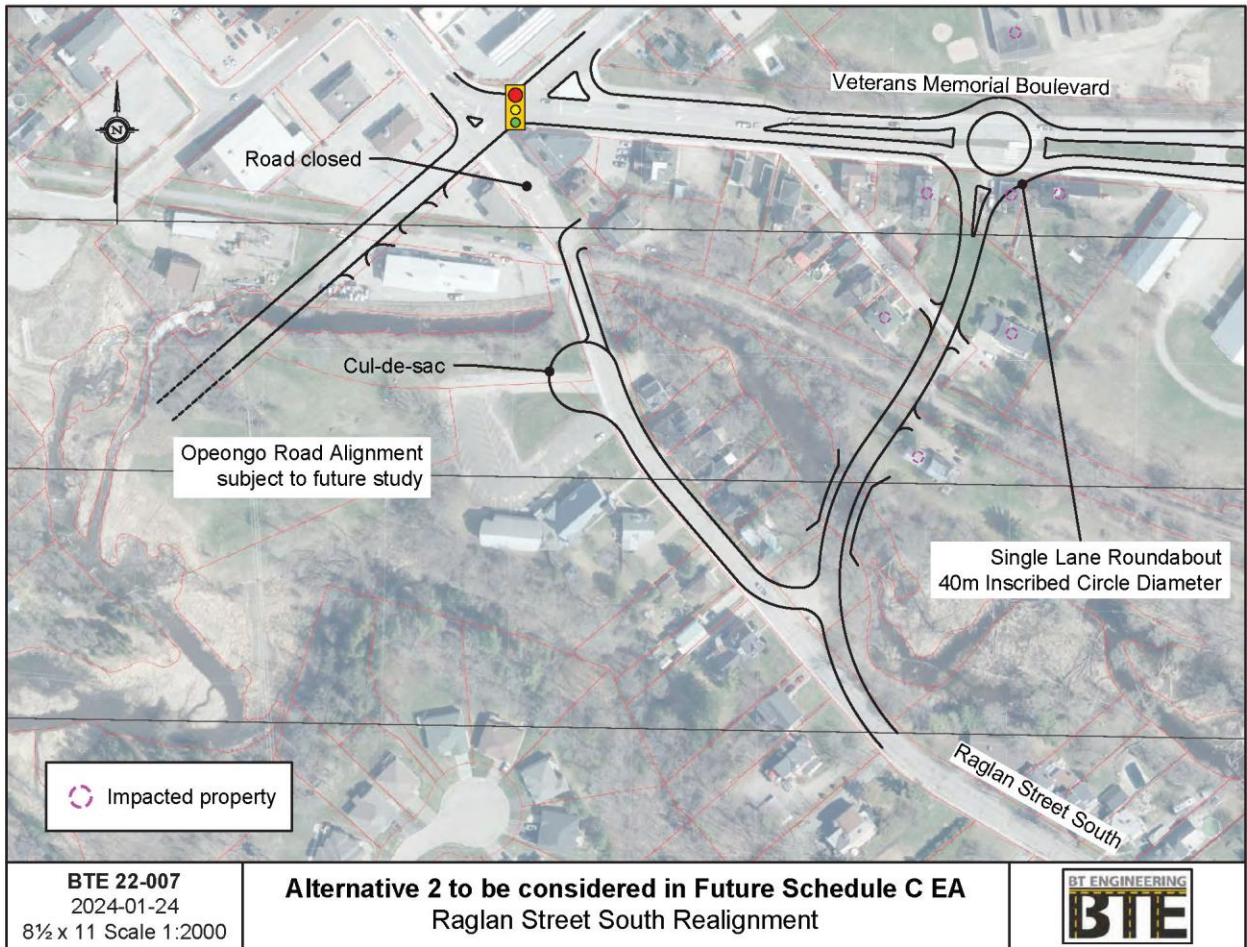 Veterans Memorial Boulevard
N
Road closed
Cul-de-sac
Opeongo Road Alignment
subject to future study
Single Lane Roundabout
40m Inscribed Circle Diameter
Raglan Street South
Impacted property
BTE 22-007
2024-01-24
8½ x 11 Scale 1:2000
Alternative 2 to be considered in Future Schedule C EA
Raglan Street South Realignment
BT ENGINEERING
BTE